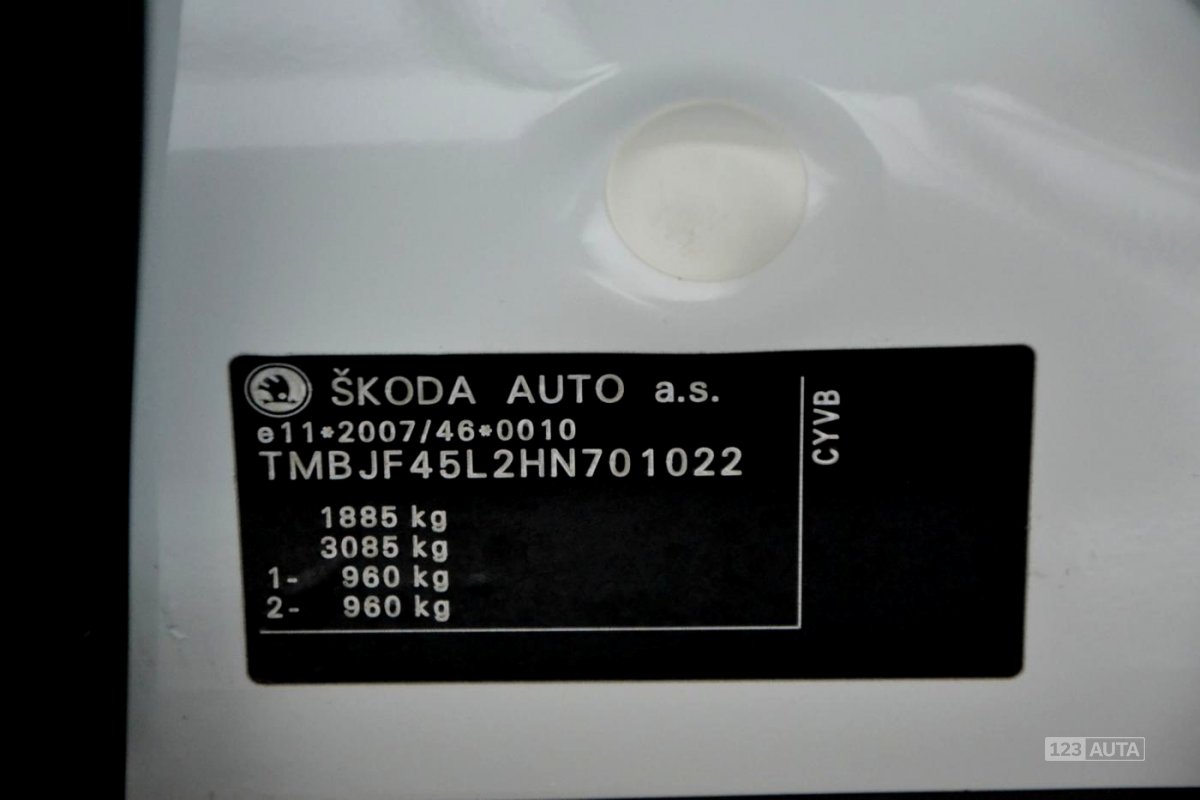 ŠKODA AUTO a.s.
e11*2007/46*0010
TMBJF45L2HN701022
1885 kg
3085 kg
1- 960 kg
2- 960 kg
CYVB
123 AUTA